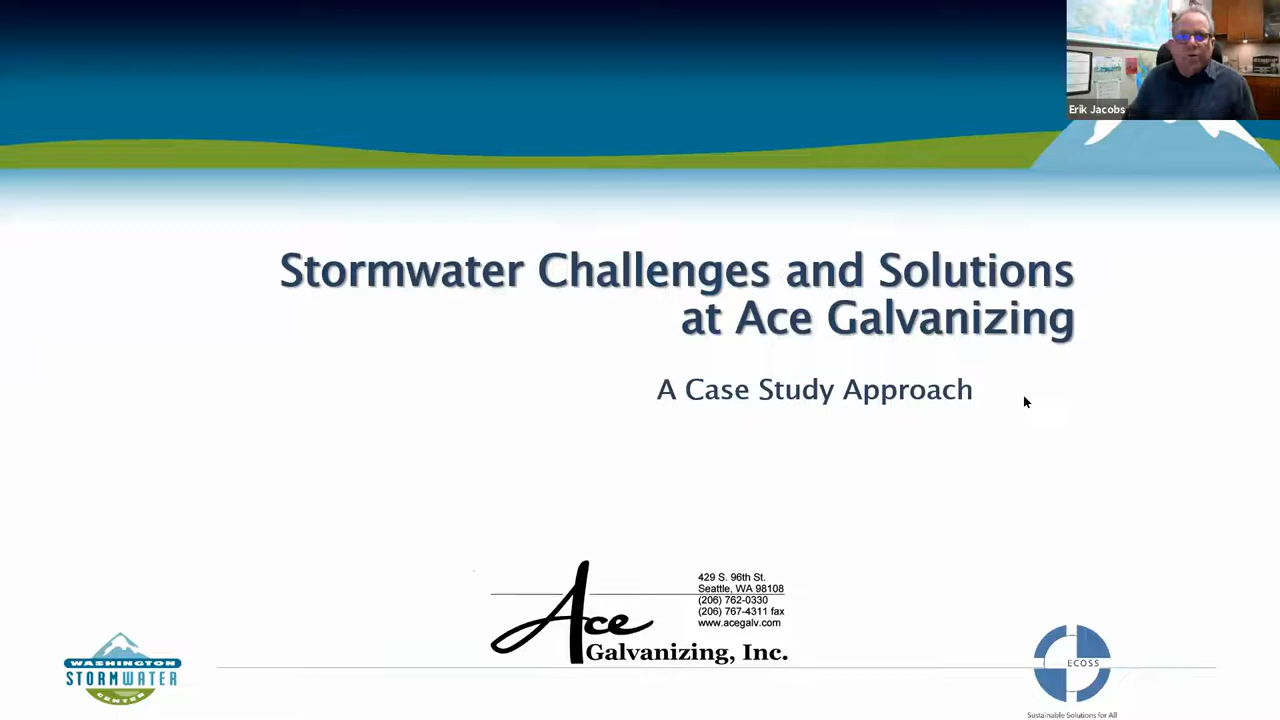 Erik Jacobs
Stormwater Challenges and Solutions
at Ace Galvanizing
A Case Study Approach
429 S. 96th St.
Seattle, WA 98108
(206) 762-0330
(206) 767-4311 fax
www.acegalv.com
Ace
Galvanizing, Inc.
WASHINGTON
STORMWATER
CENTER
ECOSS
Sustainable Solutions for All